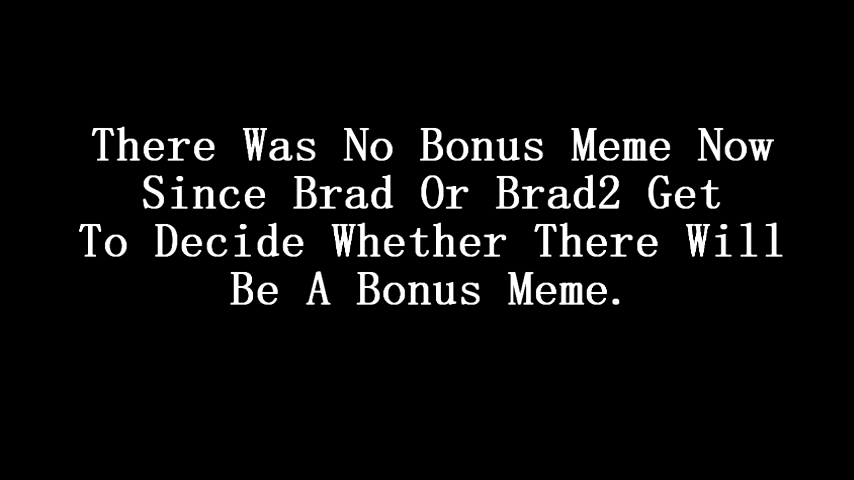 There Was No Bonus Meme Now
Since Brad Or Brad2 Get
To Decide Whether There Will
Be A Bonus Meme.